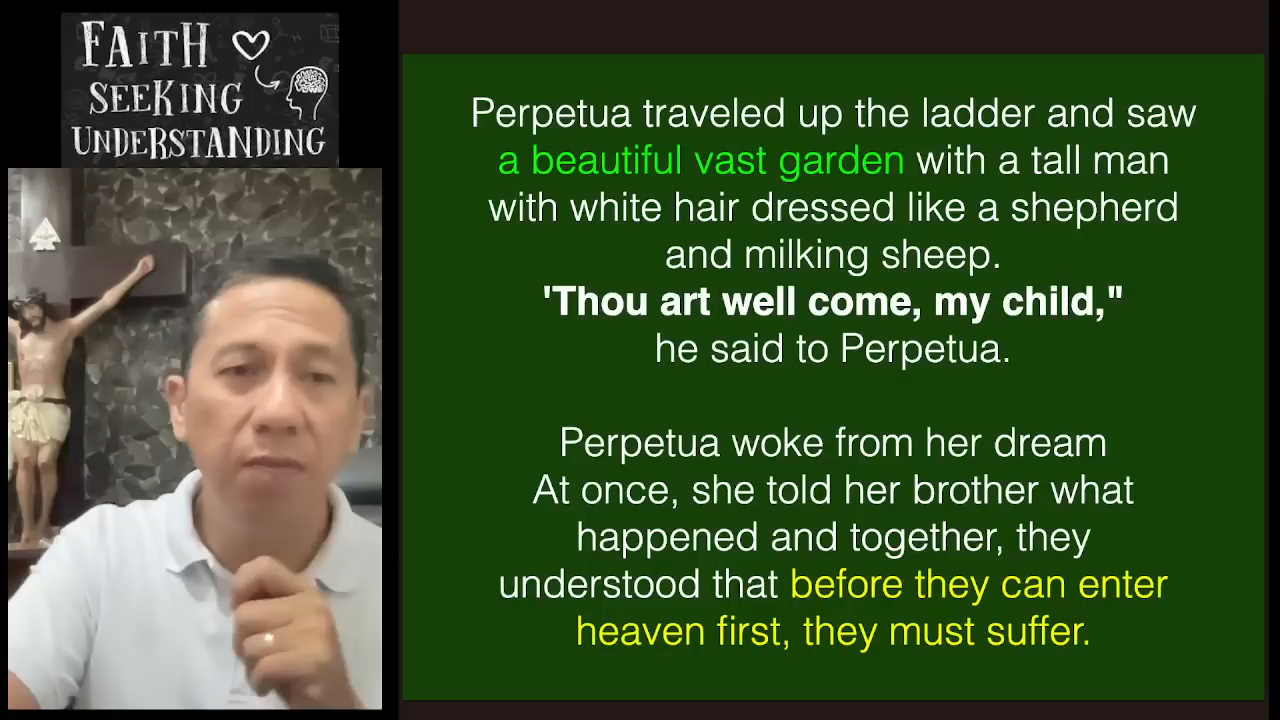 FAITH
SEEKING
UNDERSTANDING
Perpetua traveled up the ladder and saw
a beautiful vast garden with a tall man
with white hair dressed like a shepherd
and milking sheep.
'Thou art well come, my child,"
he said to Perpetua.
Perpetua woke from her dream
At once, she told her brother what
happened and together, they
understood that before they can enter
heaven first, they must suffer.